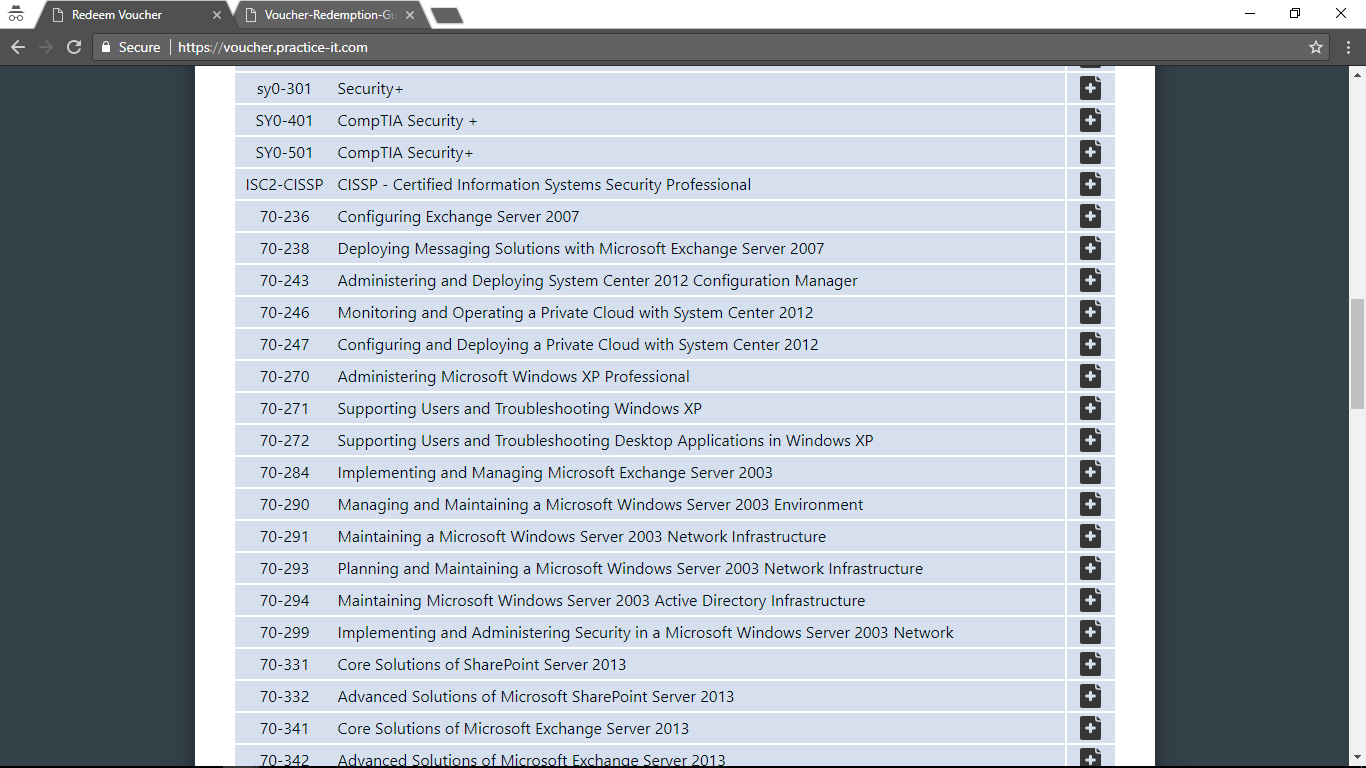 Redeem Voucher
Voucher-Redemption-Gu
Secure https://voucher.practice-it.com
sy0-301 Security+
SY0-401 CompTIA Security +
SY0-501 CompTIA Security+
ISC2-CISSP CISSP - Certified Information Systems Security Professional
70-236 Configuring Exchange Server 2007
70-238 Deploying Messaging Solutions with Microsoft Exchange Server 2007
70-243 Administering and Deploying System Center 2012 Configuration Manager
70-246 Monitoring and Operating a Private Cloud with System Center 2012
70-247 Configuring and Deploying a Private Cloud with System Center 2012
70-270 Administering Microsoft Windows XP Professional
70-271 Supporting Users and Troubleshooting Windows XP
70-272 Supporting Users and Troubleshooting Desktop Applications in Windows XP
70-284 Implementing and Managing Microsoft Exchange Server 2003
70-290 Managing and Maintaining a Microsoft Windows Server 2003 Environment
70-291 Maintaining a Microsoft Windows Server 2003 Network Infrastructure
70-293 Planning and Maintaining a Microsoft Windows Server 2003 Network Infrastructure
70-294 Maintaining Microsoft Windows Server 2003 Active Directory Infrastructure
70-299 Implementing and Administering Security in a Microsoft Windows Server 2003 Network
70-331 Core Solutions of SharePoint Server 2013
70-332 Advanced Solutions of Microsoft SharePoint Server 2013
70-341 Core Solutions of Microsoft Exchange Server 2013
70-342 Advanced Solutions of Microsoft Exchange Server 2013